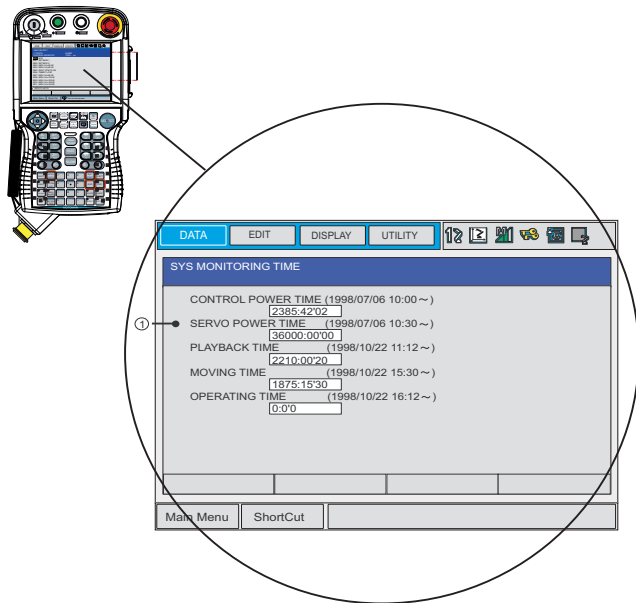 DATA EDIT DISPLAY UTILITY
SYS MONITORING TIME
CONTROL POWER TIME (1998/07/06 10:00～)
2385:42'02
① SERVO POWER TIME (1998/07/06 10:30～)
36000:00'00
PLAYBACK TIME (1998/10/22 11:12～)
2210:00'20
MOVING TIME (1998/10/22 15:30～)
1875:15'30
OPERATING TIME (1998/10/22 16:12～)
0:0'0
Main Menu ShortCut